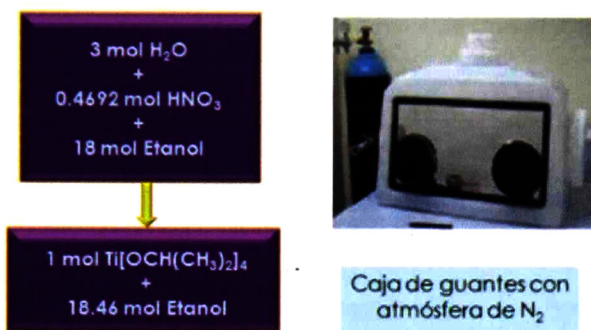 3 mol H₂O
+
0.4692 mol HNO₃
+
18 mol Etanol
1 mol Ti[OCH(CH₃)₂]₄
+
18.46 mol Etanol
Caja de guantes con
atmósfera de N₂